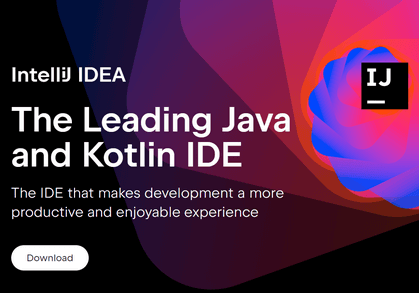 IntelliJ IDEA
IJ
The Leading Java
and Kotlin IDE
The IDE that makes development a more
productive and enjoyable experience
Download